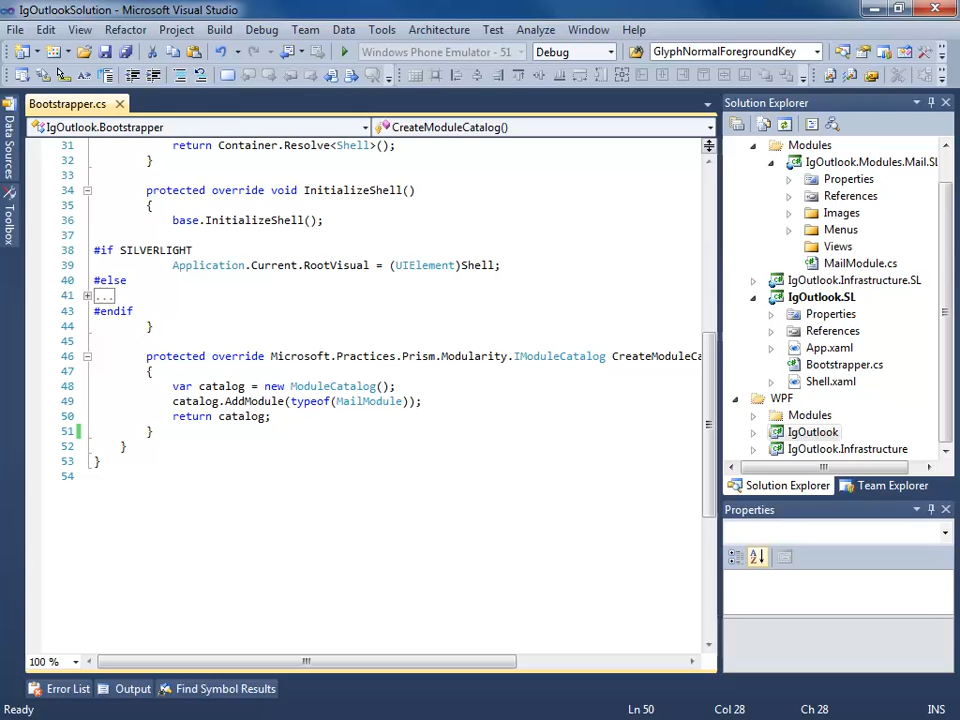 IgOutlookSolution - Microsoft Visual Studio
File Edit View Refactor Project Build Debug Team Tools Architecture Test Analyze Window Help
Windows Phone Emulator - 51 Debug GlyphNormalForegroundKey
Bootstrapper.cs
IgOutlook.Bootstrapper CreateModuleCatalog()
31 return Container.Resolve<Shell>();
32 }
33
34 protected override void InitializeShell()
35 {
36 base.InitializeShell();
37
38 #if SILVERLIGHT
39 Application.Current.RootVisual = (UIElement)Shell;
40 #else
41 ...
43 #endif
44 }
45
46 protected override Microsoft.Practices.Prism.Modularity.IModuleCatalog CreateModuleCa
47 {
48 var catalog = new ModuleCatalog();
49 catalog.AddModule(typeof(MailModule));
50 return catalog;
51 }
52 }
53 }
54
100 %
Data Sources
Toolbox
Solution Explorer
Modules
IgOutlook.Modules.Mail.SL
Properties
References
Images
Menus
Views
MailModule.cs
IgOutlook.Infrastructure.SL
IgOutlook.SL
Properties
References
App.xaml
Bootstrapper.cs
Shell.xaml
WPF
Modules
IgOutlook
IgOutlook.Infrastructure
Solution Explorer Team Explorer
Properties
Error List Output Find Symbol Results
Ready Ln 50 Col 28 Ch 28 INS